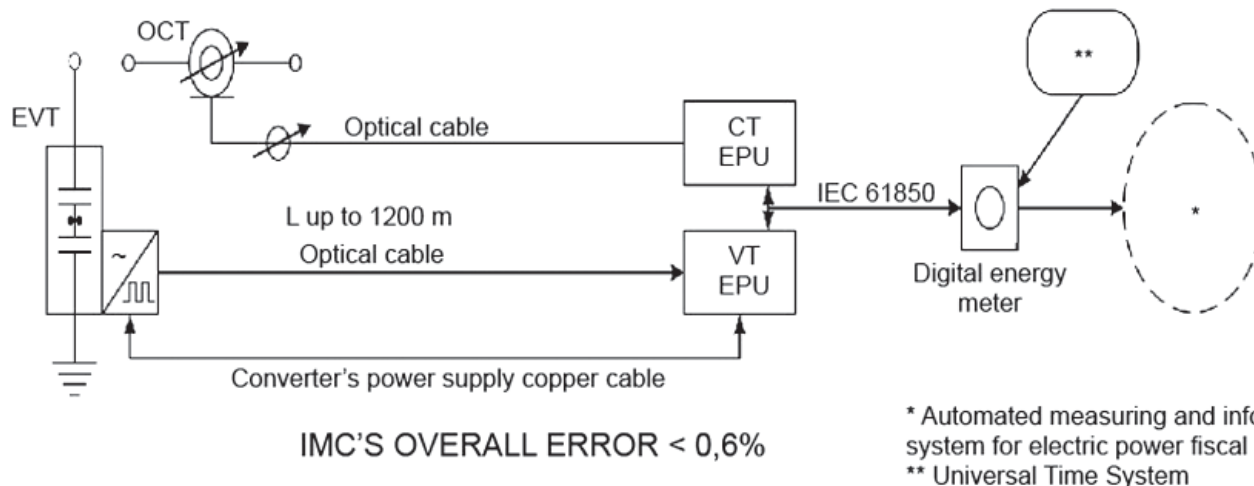 OCT
**
EVT
Optical cable
CT
EPU
IEC 61850
*
L up to 1200 m
Optical cable
~
VT
EPU
Digital energy
meter
Converter's power supply copper cable
IMC'S OVERALL ERROR < 0,6%
* Automated measuring and
system for electric power fiscal
** Universal Time System